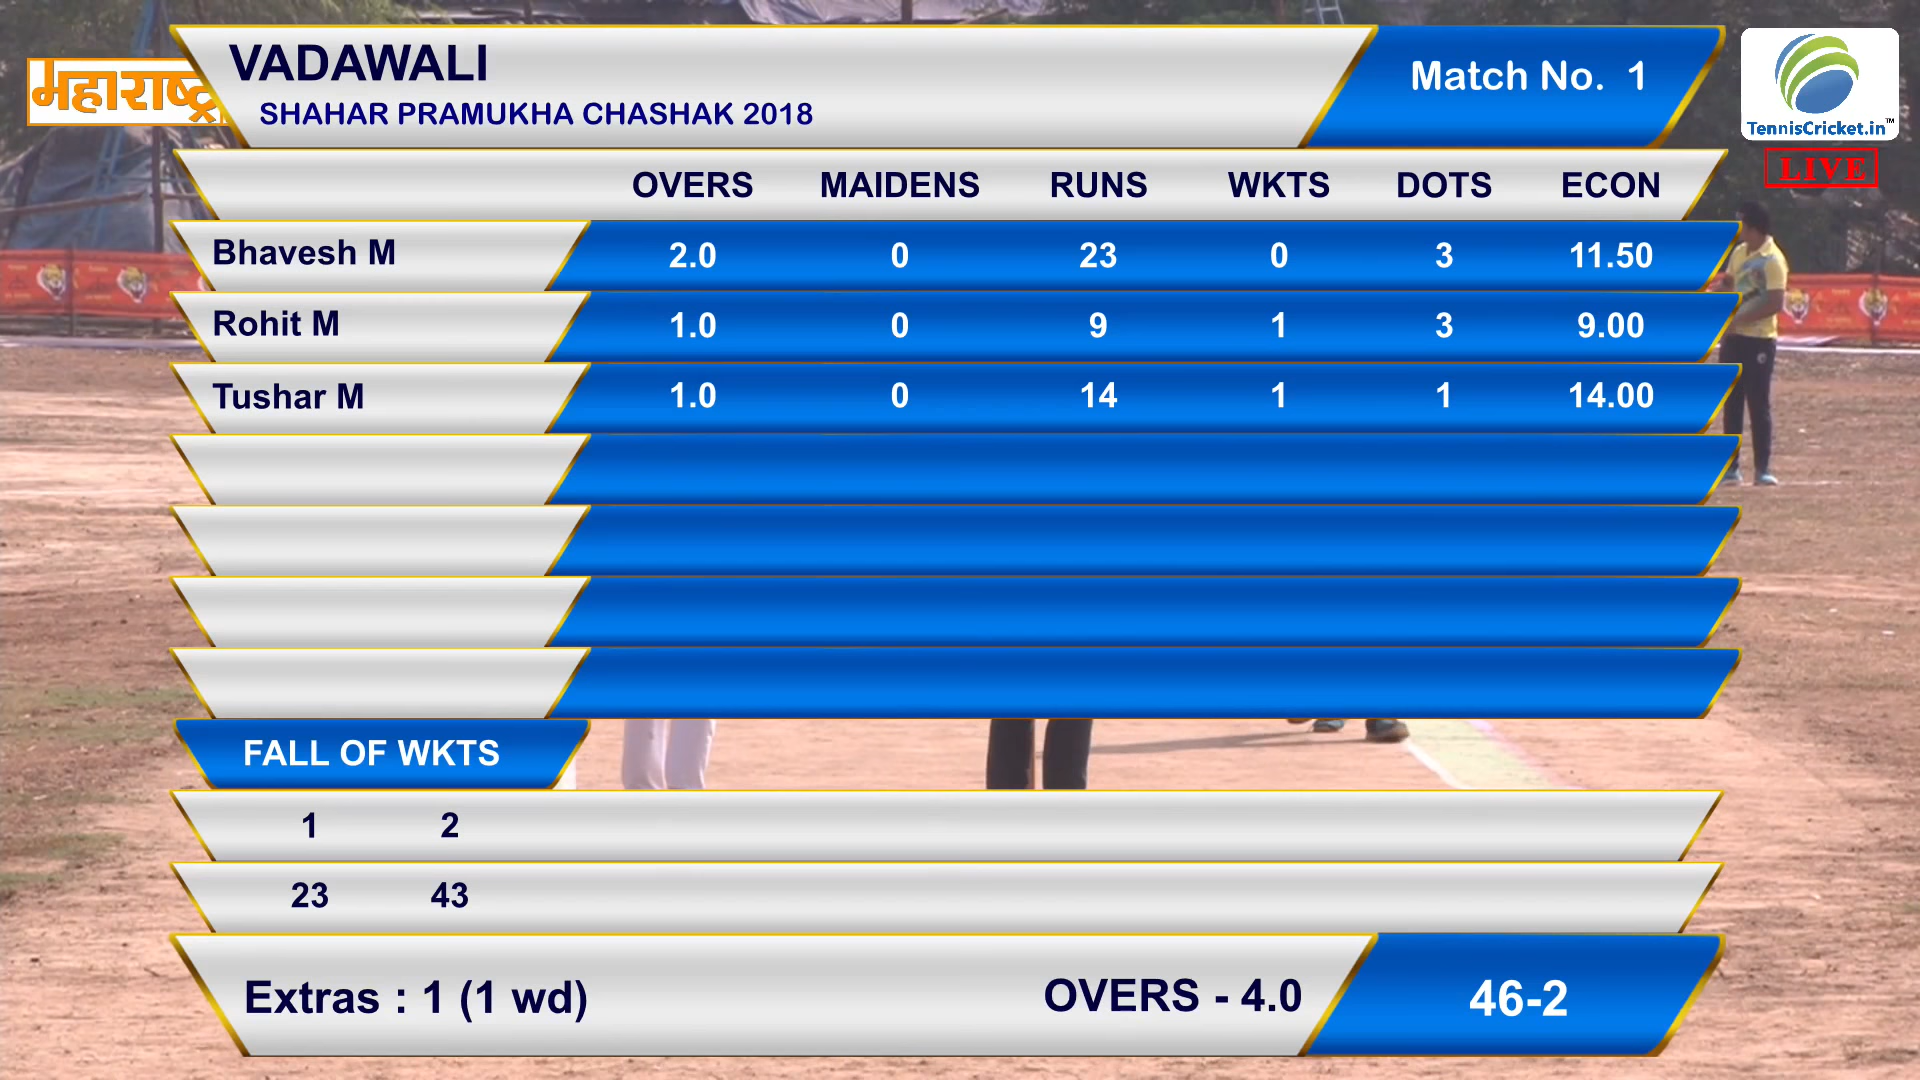 महाराष्ट्र
VADAWALI
SHAHAR PRAMUKHA CHASHAK 2018
Match No. 1
TennisCricket.in™
LIVE
OVERS MAIDENS RUNS WKTS DOTS ECON
Bhavesh M 2.0 0 23 0 3 11.50
Rohit M 1.0 0 9 1 3 9.00
Tushar M 1.0 0 14 1 1 14.00
FALL OF WKTS
1 2
23 43
Extras : 1 (1 wd) OVERS - 4.0 46-2